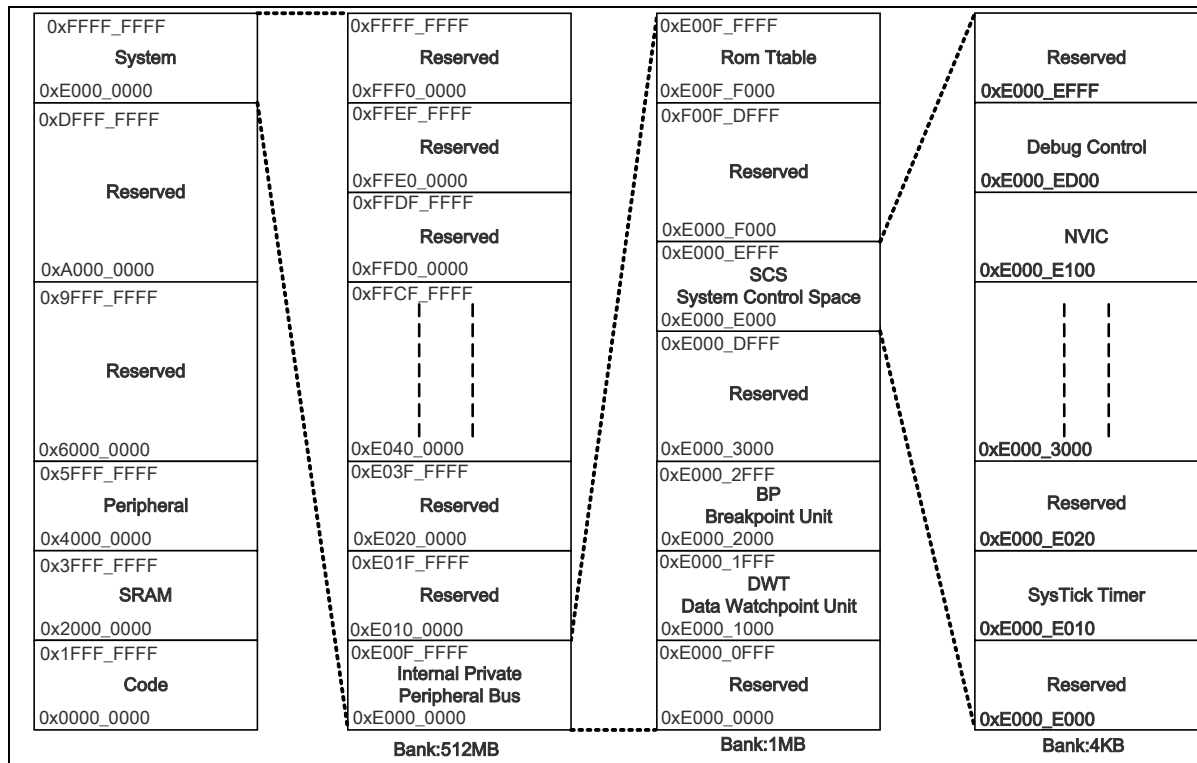 0xFFFF_FFFF
System
0xE000_0000
0xDFFF_FFFF
Reserved
0xA000_0000
0x9FFF_FFFF
Reserved
0x6000_0000
0x5FFF_FFFF
Peripheral
0x4000_0000
0x3FFF_FFFF
SRAM
0x2000_0000
0x1FFF_FFFF
Code
0x0000_0000
0xFFFF_FFFF
Reserved
0xFFF0_0000
0xFFEF_FFFF
Reserved
0xFFE0_0000
0xFFDF_FFFF
Reserved
0xFFD0_0000
0xFFCF_FFFF
0xE040_0000
0xE03F_FFFF
Reserved
0xE020_0000
0xE01F_FFFF
Reserved
0xE010_0000
0xE00F_FFFF
Internal Private
Peripheral Bus
0xE000_0000
Bank:512MB
0xE00F_FFFF
Rom Ttable
0xE00F_F000
0xF00F_DFFF
Reserved
0xE000_F000
0xE000_EFFF
SCS
System Control Space
0xE000_E000
0xE000_DFFF
Reserved
0xE000_3000
0xE000_2FFF
BP
Breakpoint Unit
0xE000_2000
0xE000_1FFF
DWT
Data Watchpoint Unit
0xE000_1000
0xE000_0FFF
Reserved
0xE000_0000
Bank:1MB
Reserved
0xE000_EFFF
Debug Control
0xE000_ED00
NVIC
0xE000_E100
0xE000_3000
Reserved
0xE000_E020
SysTick Timer
0xE000_E010
Reserved
0xE000_E000
Bank:4KB